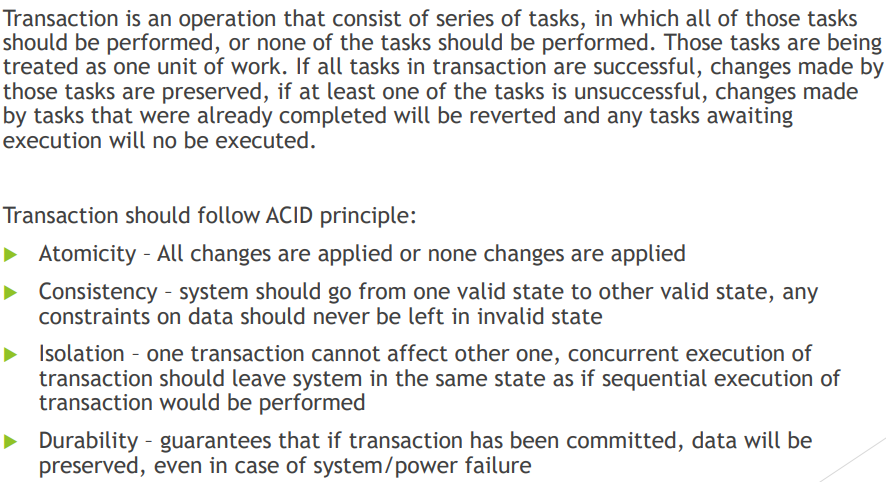 Transaction is an operation that consist of series of tasks, in which all of those tasks
should be performed, or none of the tasks should be performed. Those tasks are being
treated as one unit of work. If all tasks in transaction are successful, changes made by
those tasks are preserved, if at least one of the tasks is unsuccessful, changes made
by tasks that were already completed will be reverted and any tasks awaiting
execution will no be executed.
Transaction should follow ACID principle:
Atomicity – All changes are applied or none changes are applied
Consistency – system should go from one valid state to other valid state, any
constraints on data should never be left in invalid state
Isolation – one transaction cannot affect other one, concurrent execution of
transaction should leave system in the same state as if sequential execution of
transaction would be performed
Durability – guarantees that if transaction has been committed, data will be
preserved, even in case of system/power failure